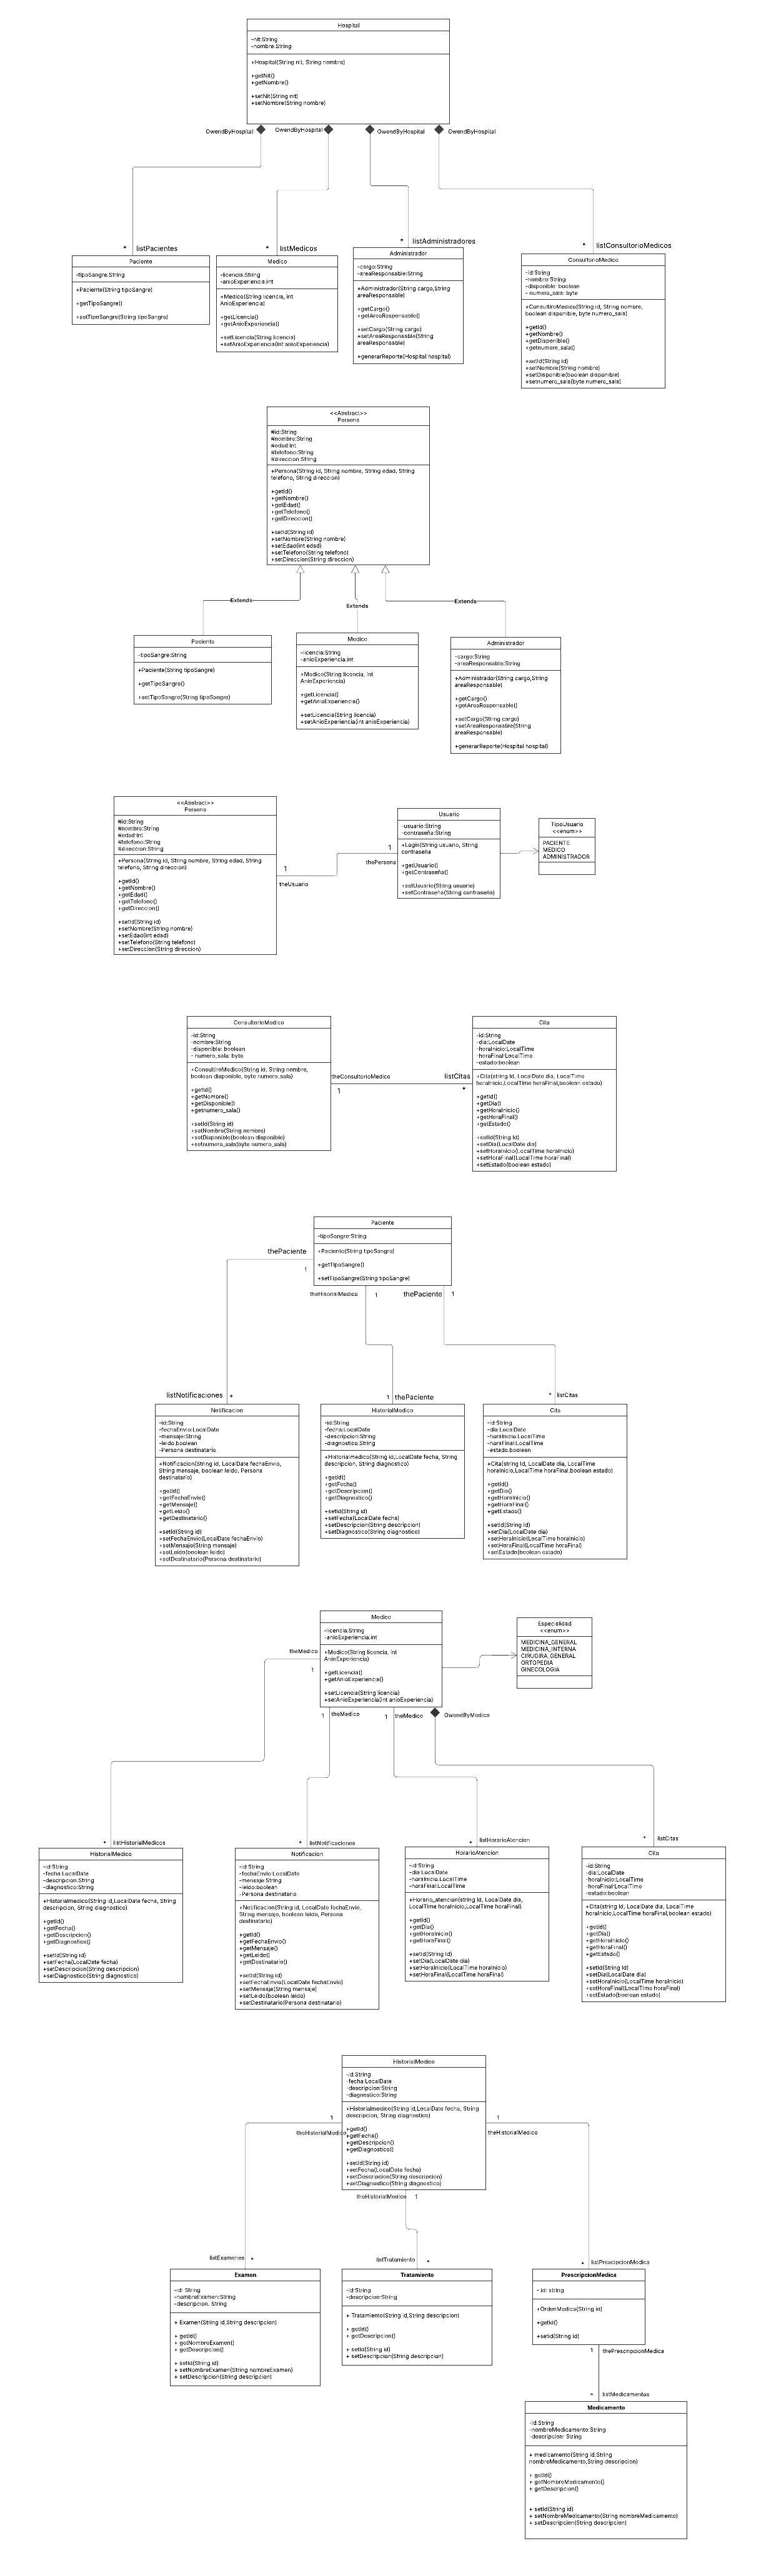 Hospital
-nit:String
-nombre:String
+Hospital(String nit, String nombre)
+getNit()
+getNombre()
+setNit(String nit)
+setNombre(String nombre)
OwendByHospital
OwendByHospital
OwendByHospital
OwendByHospital
* listPacientes
* listMedicos
* listAdministradores
* listConsultorioMedicos
Paciente
-tipoSangre:String
+Paciente(String tipoSangre)
+getTipoSangre()
+setTipoSangre(String tipoSangre)
Medico
-licencia:String
-anioExperiencia:int
+Medico(String licencia, int
AnioExperiencia)
+getLicencia()
+getAnioExperiencia()
+setLicencia(String licencia)
+setAnioExperiencia(int anioExperiencia)
Administrador
-cargo:String
-areaResponsable:String
+Administrador(String cargo,String
areaResponsable)
+getCargo()
+getAreaResponsable()
+setCargo(String cargo)
+setAreaResponsable(String
areaResponsable)
+generarReporte(Hospital hospital)
ConsultorioMedico
-id:String
-nombre:String
-disponible: boolean
- numero_sala: byte
+ConsultiroMedico(String id, String nombre,
boolean disponible, byte numero_sala)
+getId()
+getNombre()
+getDisponible()
+getnumero_sala()
+setId(String id)
+setNombre(String nombre)
+setDisponible(boolean disponible)
+setnumero_sala(byte numero_sala)
<<Abstract>>
Persona
#id:String
#nombre:String
#edad:int
#telefono:String
#direccion:String
+Persona(String id, String nombre, String edad, String
telefono, String direccion)
+getId()
+getNombre()
+getEdad()
+getTelefono()
+getDireccion()
+setId(String id)
+setNombre(String nombre)
+setEdad(int edad)
+setTelefono(String telefono)
+setDireccion(String direccion)
Extends
Extends
Extends
Paciente
-tipoSangre:String
+Paciente(String tipoSangre)
+getTipoSangre()
+setTipoSangre(String tipoSangre)
Medico
-licencia:String
-anioExperiencia:int
+Medico(String licencia, int
AnioExperiencia)
+getLicencia()
+getAnioExperiencia()
+setLicencia(String licencia)
+setAnioExperiencia(int anioExperiencia)
Administrador
-cargo:String
-areaResponsable:String
+Administrador(String cargo,String
areaResponsable)
+getCargo()
+getAreaResponsable()
+setCargo(String cargo)
+setAreaResponsable(String
areaResponsable)
+generarReporte(Hospital hospital)
<<Abstract>>
Persona
#id:String
#nombre:String
#edad:int
#telefono:String
#direccion:String
+Persona(String id, String nombre, String edad, String
telefono, String direccion)
+getId()
+getNombre()
+getEdad()
+getTelefono()
+getDireccion()
+setId(String id)
+setNombre(String nombre)
+setEdad(int edad)
+setTelefono(String telefono)
+setDireccion(String direccion)
1
theUsuario
1
thePersona
Usuario
-usuario:String
-contraseña:String
+Login(String usuario, String
contraseña
+getUsuario()
+getContraseña()
+setUsuario(String usuario)
+setContraseña(String contraseña)
TipoUsuario
<<enum>>
PACIENTE
MEDICO
ADMINISTRADOR
ConsultorioMedico
-id:String
-nombre:String
-disponible: boolean
- numero_sala: byte
+ConsultiroMedico(String id, String nombre,
boolean disponible, byte numero_sala)
+getId()
+getNombre()
+getDisponible()
+getnumero_sala()
+setId(String id)
+setNombre(String nombre)
+setDisponible(boolean disponible)
+setnumero_sala(byte numero_sala)
theConsultorioMedico
1
listCitas
*
Cita
-id:String
-dia:LocalDate
-horaInicio:LocalTime
-horaFinal:LocalTime
-estado:boolean
+Cita(string id, LocalDate dia, LocalTime
horaInicio,LocalTime horaFinal,boolean estado)
+getId()
+getDia()
+getHoraInicio()
+getHoraFinal()
+getEstado()
+setId(String id)
+setDia(LocalDate dia)
+setHoraInicio(LocalTime horaInicio)
+setHoraFinal(LocalTime horaFinal)
+setEstado(boolean estado)
Paciente
-tipoSangre:String
+Paciente(String tipoSangre)
+getTipoSangre()
+setTipoSangre(String tipoSangre)
thePaciente
1
theHisorialMedico 1
thePaciente 1
listNotificaciones *
1 thePaciente
* listCitas
Notificacion
-id:String
-fechaEnvio:LocalDate
-mensaje:String
-leido:boolean
-Persona destinatario
+Notificacion(String id, LocalDate fechaEnvio,
String mensaje, boolean leido, Persona
destinatario)
+getId()
+getFechaEnvio()
+getMensaje()
+getLeido()
+getDestinatario()
+setId(String id)
+setFechaEnvio(LocalDate fechaEnvio)
+setMensaje(String mensaje)
+setLeido(boolean leido)
+setDestinatario(Persona destinatario)
HistorialMedico
-id:String
-fecha:LocalDate
-descripcion:String
-diagnostico:String
+Historialmedico(String id,LocalDate fecha, String
descripcion, String diagnostico)
+getId()
+getFecha()
+getDescripcion()
+getDiagnostico()
+setId(String id)
+setFecha(LocalDate fecha)
+setDescripcion(String descripcion)
+setDiagnostico(String diagnostico)
Cita
-id:String
-dia:LocalDate
-horaInicio:LocalTime
-horaFinal:LocalTime
-estado:boolean
+Cita(string id, LocalDate dia, LocalTime
horaInicio,LocalTime horaFinal,boolean estado)
+getId()
+getDia()
+getHoraInicio()
+getHoraFinal()
+getEstado()
+setId(String id)
+setDia(LocalDate dia)
+setHoraInicio(LocalTime horaInicio)
+setHoraFinal(LocalTime horaFinal)
+setEstado(boolean estado)
Medico
-licencia:String
-anioExperiencia:int
+Medico(String licencia, int
AnioExperiencia)
+getLicencia()
+getAnioExperiencia()
+setLicencia(String licencia)
+setAnioExperiencia(int anioExperiencia)
Especialidad
<<enum>>
MEDICINA_GENERAL
MEDICINA_INTERNA
CIRUGIRA_GENERAL
ORTOPEDIA
GINECOLOGIA
theMedico
1
1 theMedico
1 theMedico
OwnedByMedico
* listHistorialMedicos
* listNotificaciones
* listHorarioAtencion
* listCitas
HistorialMedico
-id:String
-fecha:LocalDate
-descripcion:String
-diagnostico:String
+Historialmedico(String id,LocalDate fecha, String
descripcion, String diagnostico)
+getId()
+getFecha()
+getDescripcion()
+getDiagnostico()
+setId(String id)
+setFecha(LocalDate fecha)
+setDescripcion(String descripcion)
+setDiagnostico(String diagnostico)
Notificacion
-id:String
-fechaEnvio:LocalDate
-mensaje:String
-leido:boolean
-Persona destinatario
+Notificacion(String id, LocalDate fechaEnvio,
String mensaje, boolean leido, Persona
destinatario)
+getId()
+getFechaEnvio()
+getMensaje()
+getLeido()
+getDestinatario()
+setId(String id)
+setFechaEnvia(LocalDate fechaEnvio)
+setMensaje(String mensaje)
+setLeido(boolean leido)
+setDestinatario(Persona destinatario)
HorarioAtencion
-id:String
-dia:LocalDate
-horaInicio:LocalTime
-horaFinal:LocalTime
+Horario_atencion(string id, LocalDate dia,
LocalTime horaInicio,LocalTime horaFinal)
+getId()
+getDia()
+getHoraInicio()
+getHoraFinal()
+setId(String id)
+setDia(LocalDate dia)
+setHoraInicio(LocalTime horaInicio)
+setHoraFinal(LocalTime horaFinal)
Cita
-id:String
-dia:LocalDate
-horaInicio:LocalTime
-horaFinal:LocalTime
-estado:boolean
+Cita(string id, LocalDate dia, LocalTime
horaInicio,LocalTime horaFinal,boolean estado)
+getId()
+getDia()
+getHoraInicio()
+getHoraFinal()
+getEstado()
+setId(String id)
+setDia(LocalDate dia)
+setHoraInicio(LocalTime horaInicio)
+setHoraFinal(LocalTime horaFinal)
+setEstado(boolean estado)
HistorialMedico
-id:String
-fecha:LocalDate
-descripcion:String
-diagnostico:String
+Historialmedico(String id,LocalDate fecha, String
descripcion, String diagnostico)
+getId()
+getFecha()
+getDescripcion()
+getDiagnostico()
+setId(String id)
+setFecha(LocalDate fecha)
+setDescripcion(String descripcion)
+setDiagnostico(String diagnostico)
1
theHistorialMedico
1
theHistorialMedico
theHistorialMedico 1
listExamenes *
listTratamiento *
* listPrescipcionMedica
Examen
-id: String
-nombreExamen:String
-descripcion: String
+ Examen(String id,String descripcion)
+ getId()
+ getNombreExamen()
+ getDescripcion()
+ setId(String id)
+ setNombreExamen(String nombreExamen)
+ setDescripcion(String descripcion)
Tratamiento
-id:String
-descripcion:String
+ Tratamiento(String id,String descripcion)
+ getId()
+ getDescripcion()
+ setId(String id)
+ setDescripcion(String descripcion)
PrescripcionMedica
- id: string
+OrdenMedica(String id)
+getId()
+setId(String id)
1 thePrescripcionMedica
* listMedicamentos
Medicamento
-id:String
-nombreMedicamento:String
-descripcion: String
+ medicamento(String id,String
nombreMedicamento,String descripcion)
+ getId()
+ getNombreMedicamento()
+ getDescripcion()
+ setId(String id)
+ setNombreMedicamento(String nombreMedicamento)
+ setDescripcion(String descripcion)